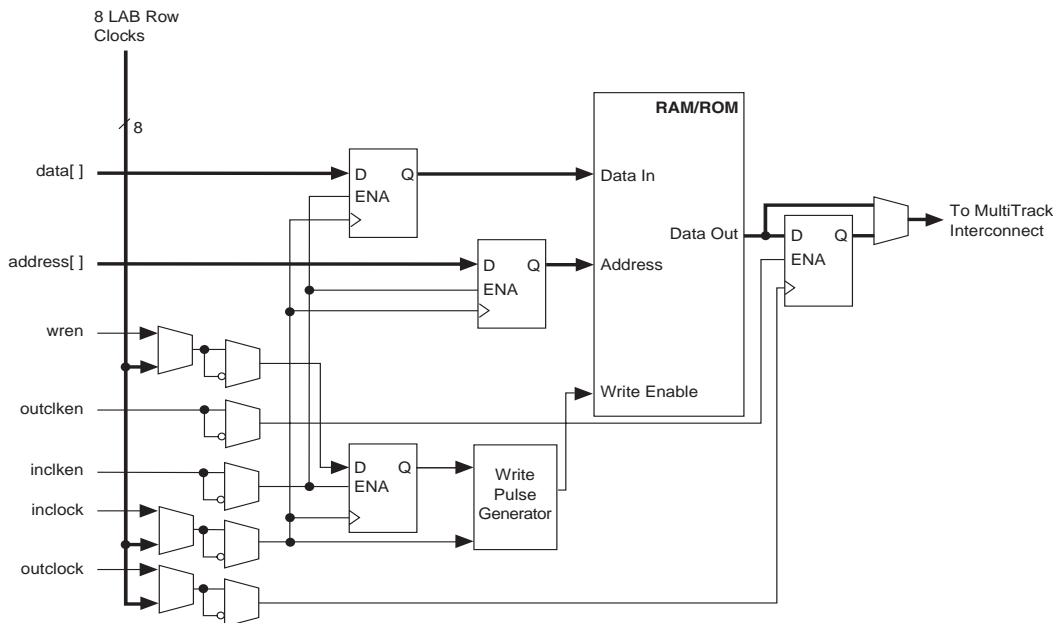 8 LAB Row
Clocks
8
RAM/ROM
data[ ]
D
Q
ENA
Data In
To MultiTrack
Interconnect
Data Out
D
Q
ENA
address[ ]
D
Q
ENA
Address
wren
Write Enable
outclken
inclken
D
Q
ENA
Write
Pulse
Generator
inclock
outclock